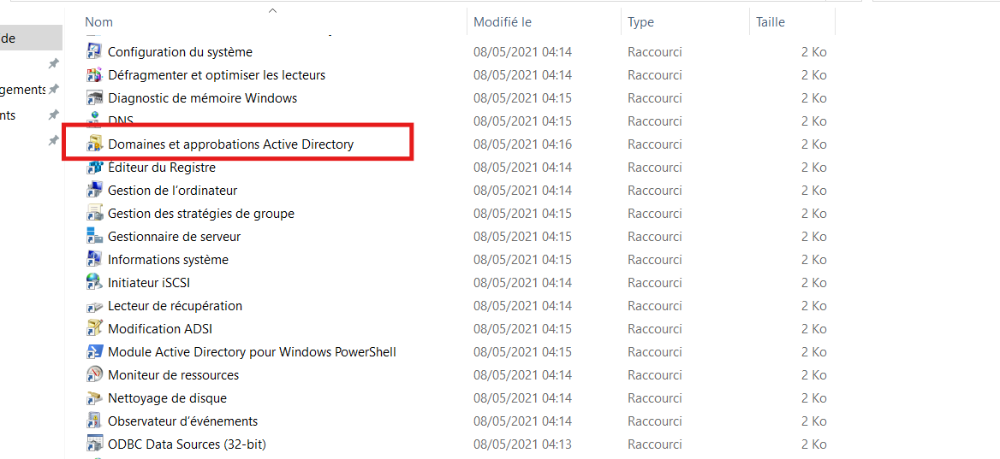 Nom Modifié le Type Taille
de
Configuration du système 08/05/2021 04:14 Raccourci 2 Ko
Défragmenter et optimiser les lecteurs 08/05/2021 04:14 Raccourci 2 Ko
gements
Diagnostic de mémoire Windows 08/05/2021 04:15 Raccourci 2 Ko
nts
DNS 08/05/2021 04:15 Raccourci 2 Ko
Domaines et approbations Active Directory 08/05/2021 04:16 Raccourci 2 Ko
Éditeur du Registre 08/05/2021 04:14 Raccourci 2 Ko
Gestion de l’ordinateur 08/05/2021 04:14 Raccourci 2 Ko
Gestion des stratégies de groupe 08/05/2021 04:15 Raccourci 2 Ko
Gestionnaire de serveur 08/05/2021 04:15 Raccourci 2 Ko
Informations système 08/05/2021 04:15 Raccourci 2 Ko
Initiateur iSCSI 08/05/2021 04:14 Raccourci 2 Ko
Lecteur de récupération 08/05/2021 04:14 Raccourci 2 Ko
Modification ADSI 08/05/2021 04:15 Raccourci 2 Ko
Module Active Directory pour Windows PowerShell 08/05/2021 04:15 Raccourci 2 Ko
Moniteur de ressources 08/05/2021 04:14 Raccourci 2 Ko
Nettoyage de disque 08/05/2021 04:14 Raccourci 2 Ko
Observateur d’événements 08/05/2021 04:14 Raccourci 2 Ko
ODBC Data Sources (32-bit) 08/05/2021 04:13 Raccourci 2 Ko